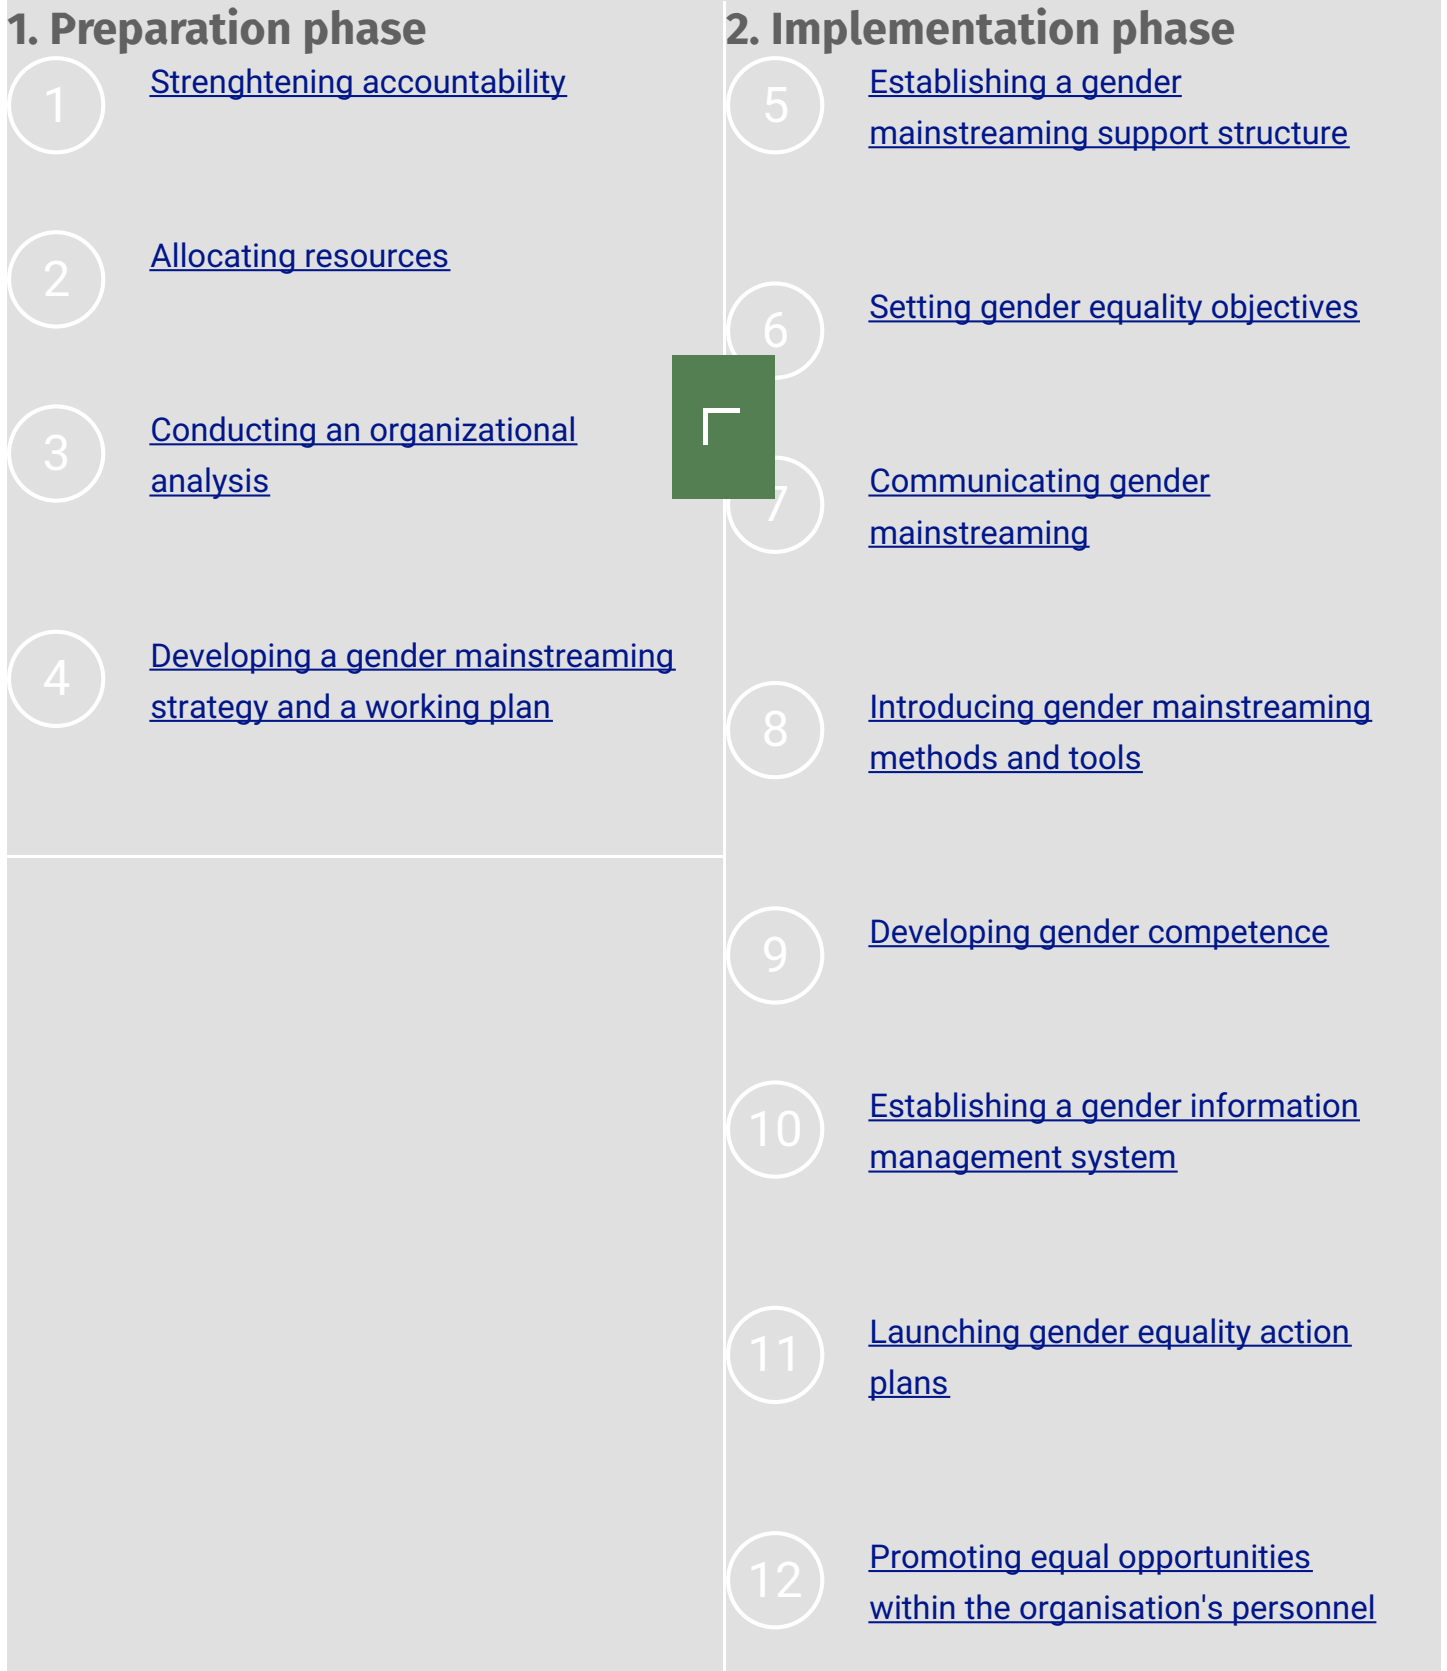 1. Preparation phase
1
Strenghtening accountability
2
Allocating resources
3
Conducting an organizational
analysis
4
Developing a gender mainstreaming
strategy and a working plan
2. Implementation phase
5
Establishing a gender
mainstreaming support structure
6
Setting gender equality objectives
7
Communicating gender
mainstreaming
8
Introducing gender mainstreaming
methods and tools
9
Developing gender competence
10
Establishing a gender information
management system
11
Launching gender equality action
plans
12
Promoting equal opportunities
within the organisation's personnel